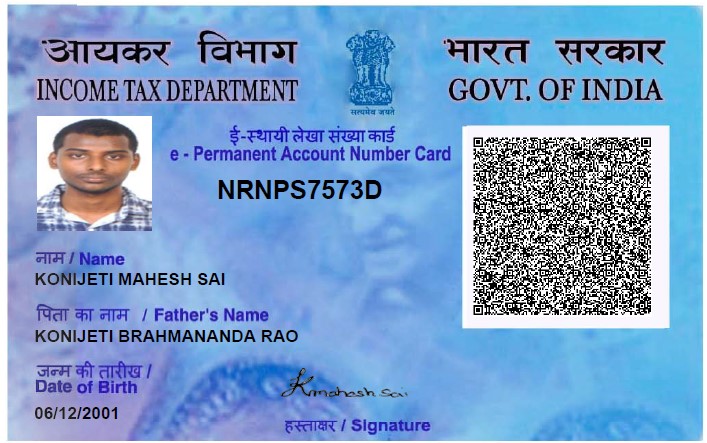 आयकर विभाग
INCOME TAX DEPARTMENT
सत्यमेव जयते
भारत सरकार
GOVT. OF INDIA
ई-स्थायी लेखा संख्या कार्ड
e - Permanent Account Number Card
NRNPS7573D
नाम / Name
KONIJETI MAHESH SAI
पिता का नाम / Father's Name
KONIJETI BRAHMANANDA RAO
जन्म की तारीख /
Date of Birth
06/12/2001
Kmahesh Sai
हस्ताक्षर / Signature